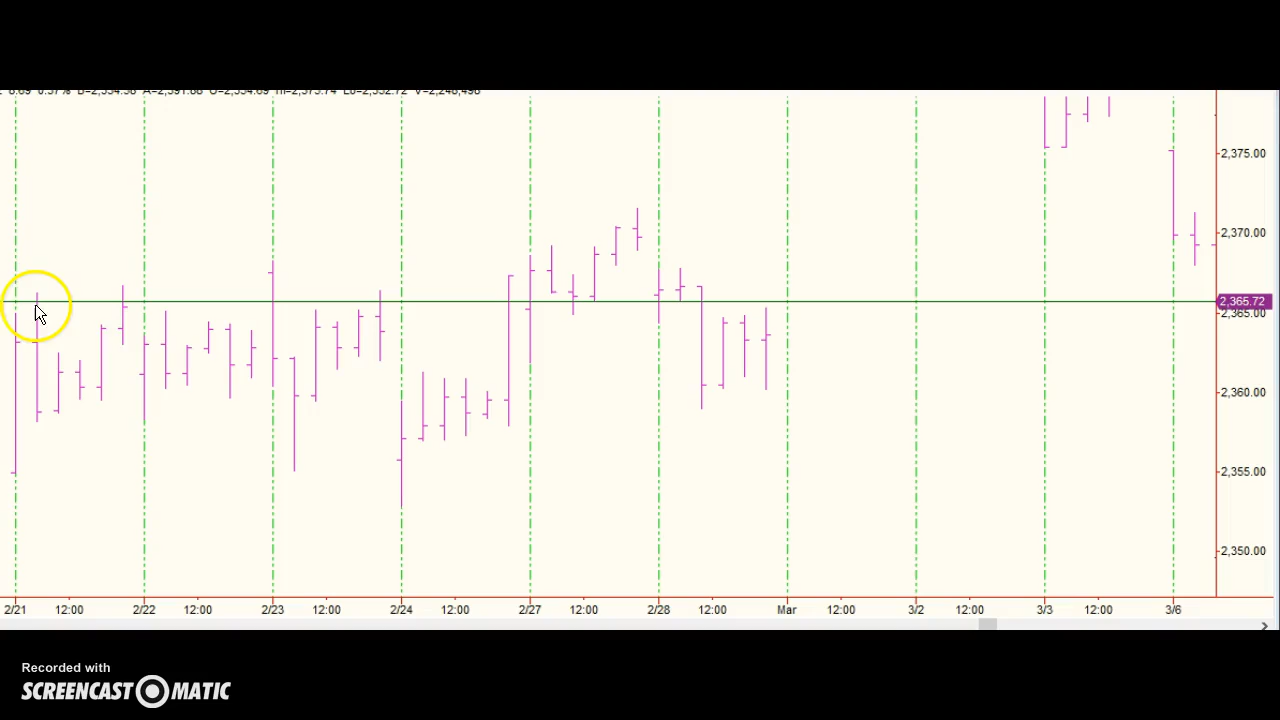 2,375.00
2,370.00
2,365.72
2,365.00
2,360.00
2,355.00
2,350.00
2/21 12:00 2/22 12:00 2/23 12:00 2/24 12:00 2/27 12:00 2/28 12:00 Mar 12:00 3/2 12:00 3/3 12:00 3/6
Recorded with
SCREENCAST MATIC